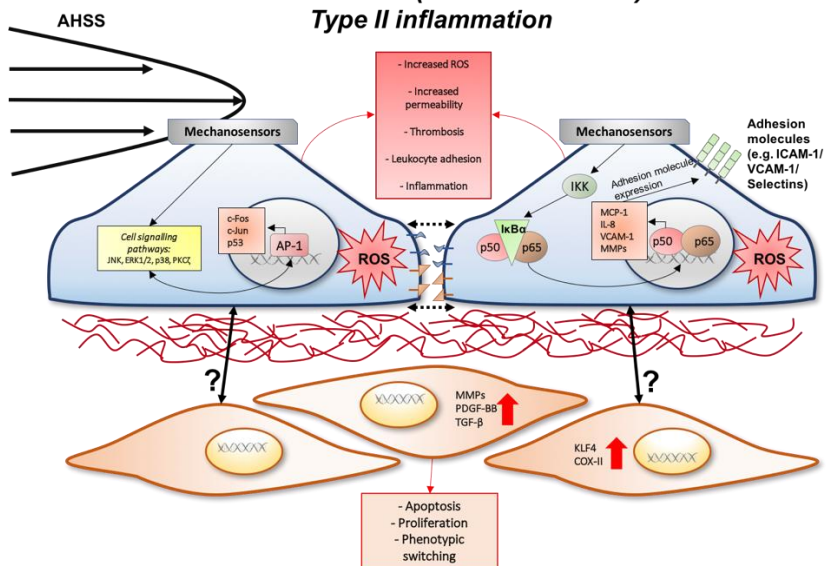 Type II inflammation
AHSS
- Increased ROS
- Increased
permeability
- Thrombosis
- Leukocyte adhesion
- Inflammation
Mechanosensors
Cell signalling
pathways:
JNK, ERK1/2, p38, PKCζ
c-Fos
c-Jun
p53
AP-1
ROS
Mechanosensors
IKK
Adhesion molecule
expression
Adhesion
molecules
(e.g. ICAM-1/
VCAM-1/
Selectins)
IκBα
p50
p65
MCP-1
IL-8
VCAM-1
MMPs
p50
p65
ROS
?
?
MMPs
PDGF-BB
TGF-β
KLF4
COX-II
- Apoptosis
- Proliferation
- Phenotypic
switching